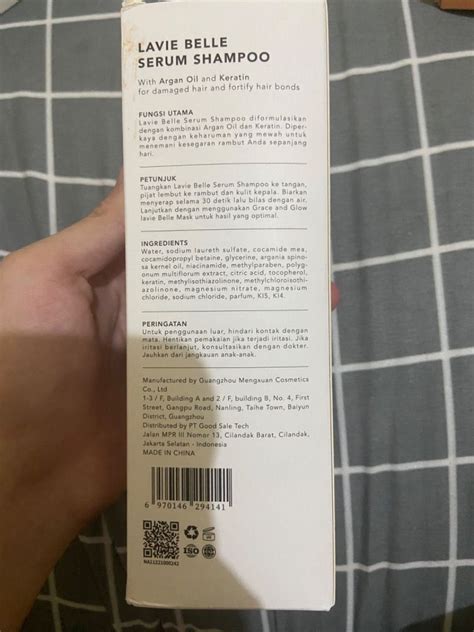 LAVIE BELLE
SERUM SHAMPOO
With Argan Oil and Keratin
for damaged hair and fortify hair bonds
FUNGSI UTAMA
Lavie Belle Serum Shampoo diformulasikan
dengan kombinasi Argan Oil dan Keratin. Diper-
kaya dengan keharuman yang mewah untuk
menemani kesegaran rambut Anda sepanjang
hari.
PETUNJUK
Tuangkan Lavie Belle Serum Shampoo ke tangan,
pijat lembut ke rambut dan kulit kepala. Biarkan
menyerap selama 30 detik lalu bilas dengan air.
Lanjutkan dengan menggunakan Grace and Glow
lavie Belle Mask untuk hasil yang optimal.
INGREDIENTS
Water, sodium laureth sulfate, cocamide mea,
cocamidopropyl betaine, glycerine, argania spino-
sa kernel oil, niacinamide, methylparaben, polyg-
onum multiflorum extract, citric acid, tocopherol,
keratin, methylisothiazolinone, methylchloroisothi-
azolinone, magnesium nitrate, magnesium
chloride, sodium chloride, parfum, KI5, KI4.
PERINGATAN
Untuk penggunaan luar, hindari kontak dengan
mata. Hentikan pemakaian jika terjadi iritasi. Jika
iritasi berlanjut, konsultasikan dengan dokter.
Jauhkan dari jangkauan anak-anak.
Manufactured by Guangzhou Mengxuan Cosmetics
Co., Ltd
1-3 / F, Building A and 2 / F, building B, No. 4, First
Street, Gangpu Road, Nanling, Taihe Town, Baiyun
District, Guangzhou
Distributed by PT Good Sale Tech
Jalan MPR III Nomor 13, Cilandak Barat, Cilandak,
Jakarta Selatan - Indonesia
MADE IN CHINA
6 970146 294141
ISO
NA11221000242